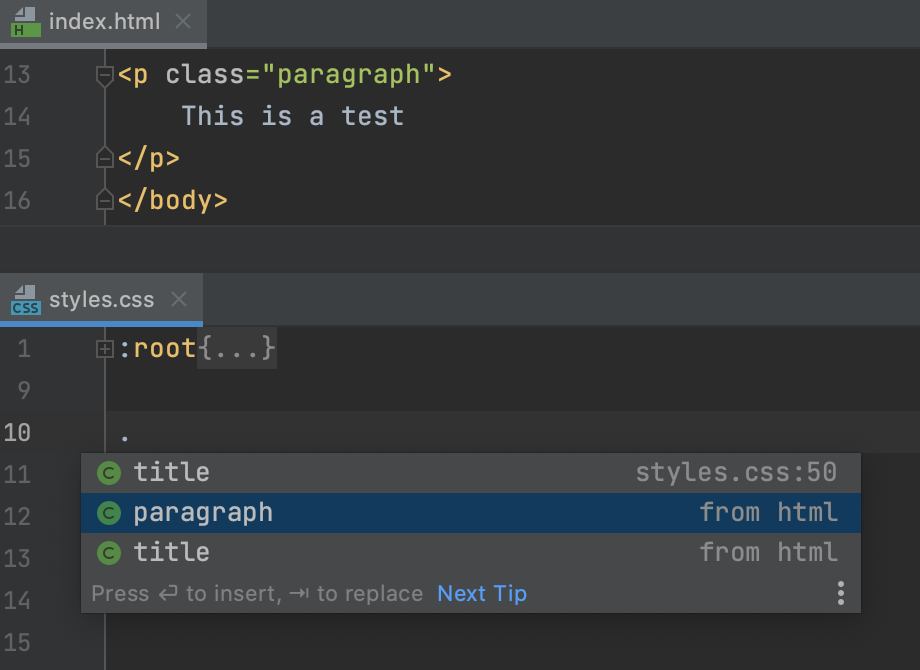 index.html
13 <p class="paragraph">
14 This is a test
15 </p>
16 </body>
styles.css
1 :root{...}
9
10 .
11
title styles.css:50
12
paragraph from html
13
title from html
14
Press ↵ to insert, ⇥ to replace Next Tip
15